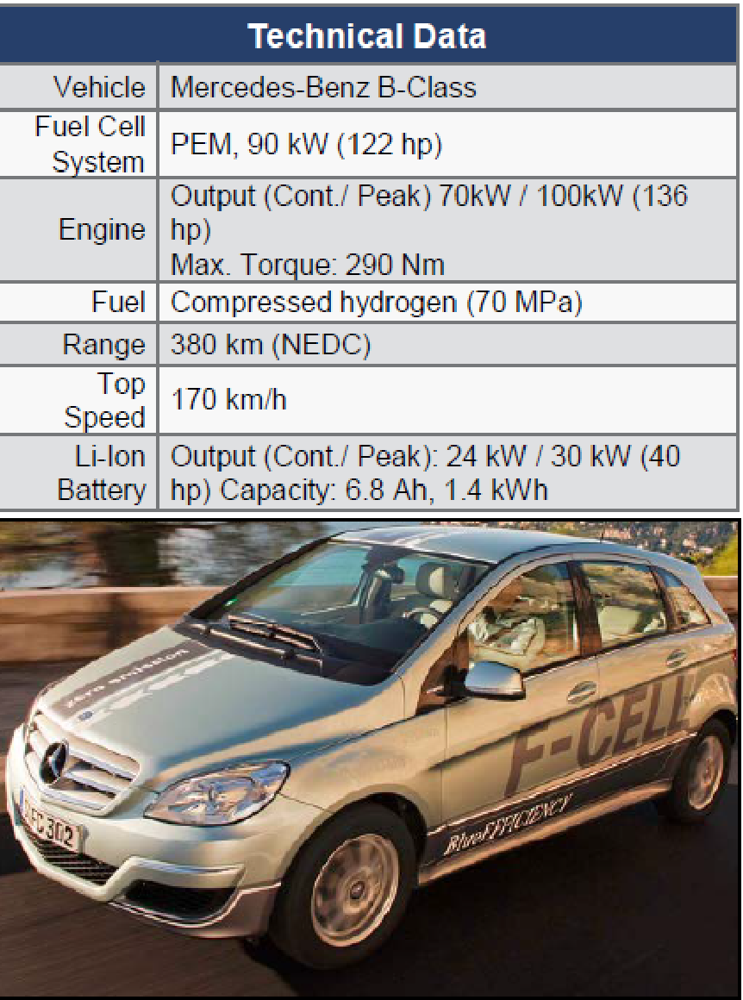 Technical Data
Vehicle Mercedes-Benz B-Class
Fuel Cell
System
PEM, 90 kW (122 hp)
Engine
Output (Cont./ Peak) 70kW / 100kW (136
hp)
Max. Torque: 290 Nm
Fuel Compressed hydrogen (70 MPa)
Range 380 km (NEDC)
Top
Speed
170 km/h
Li-Ion
Battery
Output (Cont./ Peak): 24 kW / 30 kW (40
hp) Capacity: 6.8 Ah, 1.4 kWh
zero emission
F-CELL
BlueEFFICIENCY
FC 302